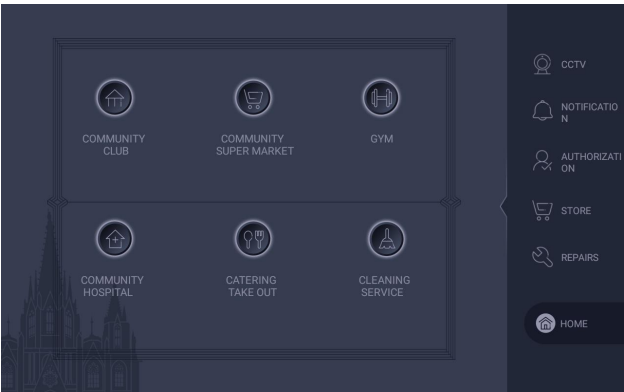 COMMUNITY
CLUB
COMMUNITY
SUPER MARKET
GYM
COMMUNITY
HOSPITAL
CATERING
TAKE OUT
CLEANING
SERVICE
CCTV
NOTIFICATIO
N
AUTHORIZATI
ON
STORE
REPAIRS
HOME